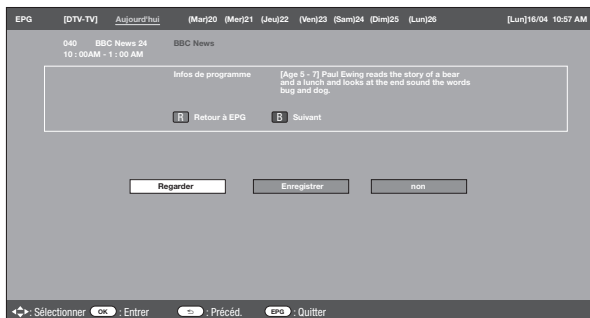 EPG [DTV-TV] Aujourd'hui (Mar)20 (Mer)21 (Jeu)22 (Ven)23 (Sam)24 (Dim)25 (Lun)26 [Lun]16/04 10:57 AM
040 BBC News 24 BBC News
10 : 00AM - 1 : 00 AM
Infos de programme [Age 5 - 7] Paul Ewing reads the story of a bear
and a lunch and looks at the end sound the words
bug and dog.
R Retour à EPG B Suivant
Regarder Enregistrer non
: Sélectionner OK : Entrer : Précéd. EPG : Quitter